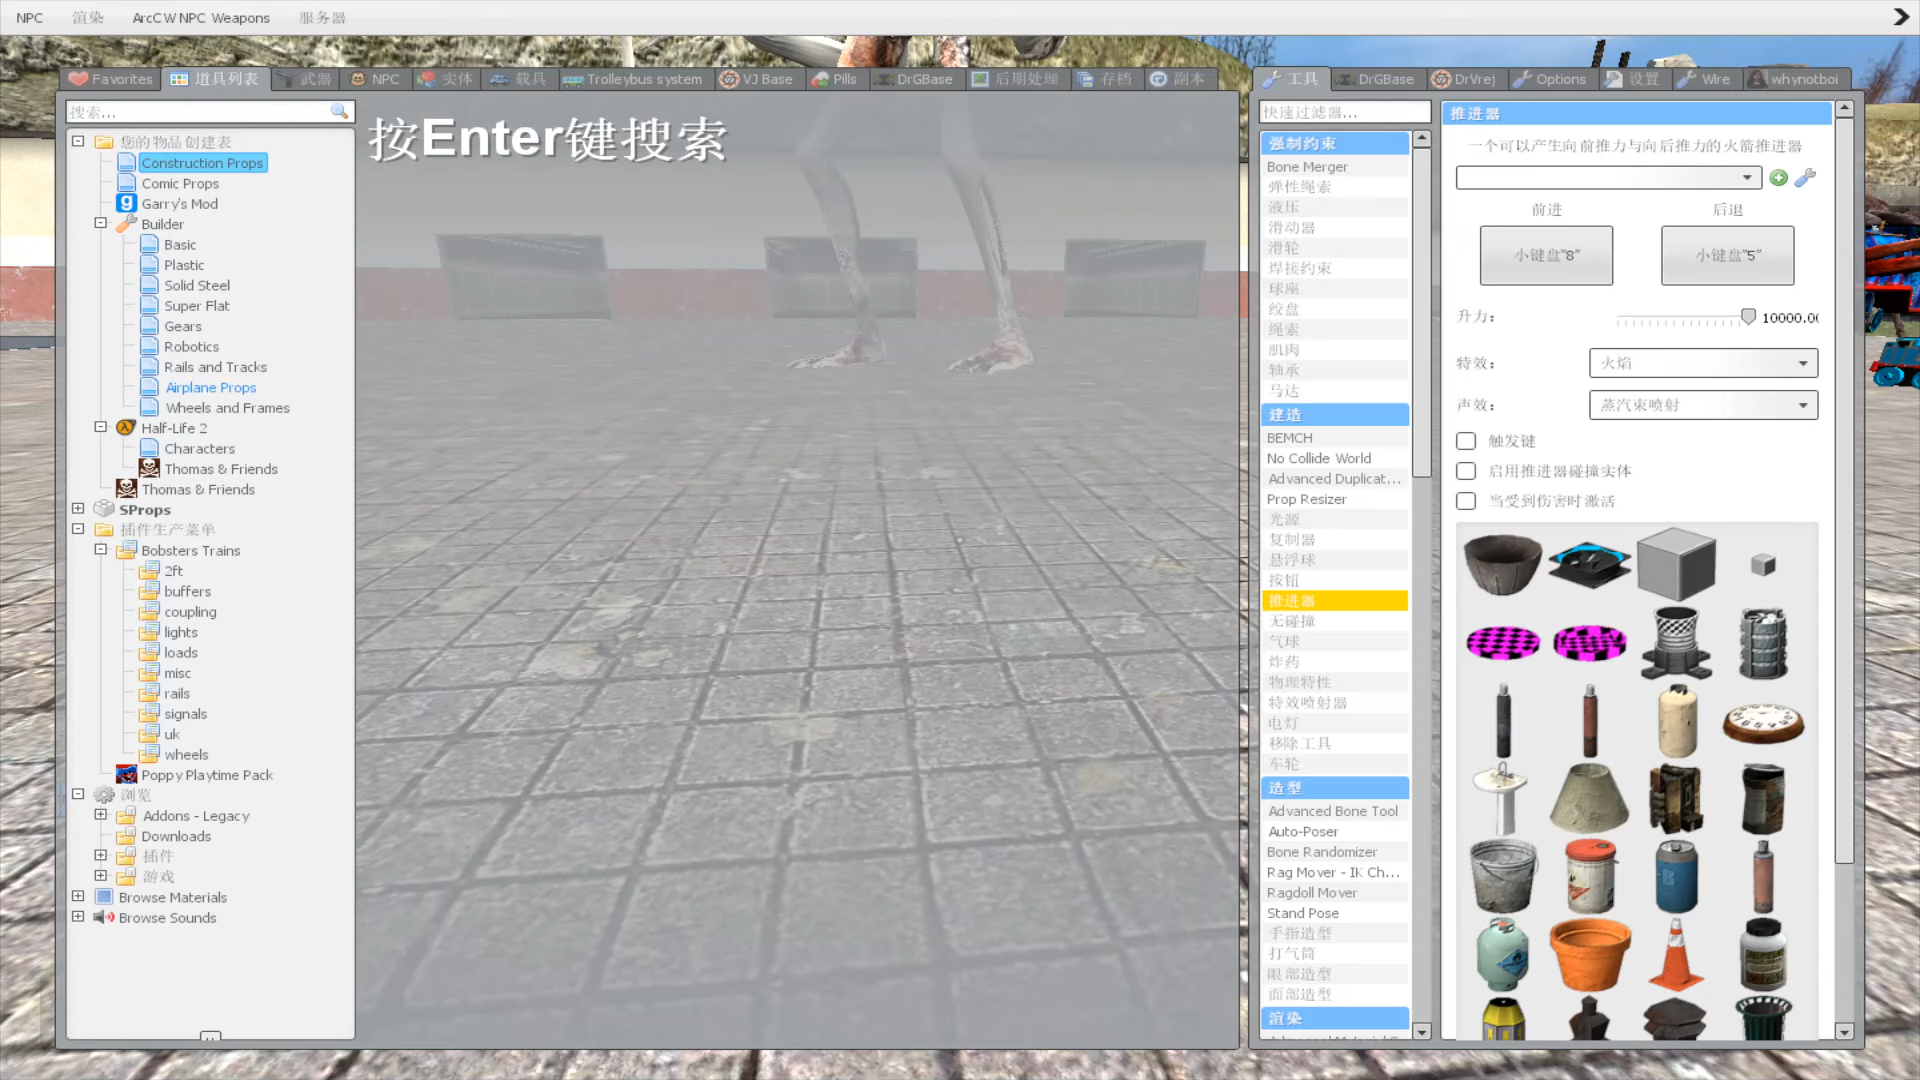 NPC 渲染 ArcCW NPC Weapons 服务器
Favorites 道具列表 武器 NPC 实体 载具 Trolleybus system VJ Base Pills DrGBase 后期处理 存档 副本
搜索...
您的物品创建表
Construction Props
Comic Props
Garry's Mod
Builder
Basic
Plastic
Solid Steel
Super Flat
Gears
Robotics
Rails and Tracks
Airplane Props
Wheels and Frames
Half-Life 2
Characters
Thomas & Friends
Thomas & Friends
SProps
插件生产菜单
Bobsters Trains
2ft
buffers
coupling
lights
loads
misc
rails
signals
uk
wheels
Poppy Playtime Pack
浏览
Addons - Legacy
Downloads
插件
游戏
Browse Materials
Browse Sounds
按Enter键搜索
工具 DrGBase DrVrej Options 设置 Wire whynotboi
快速过滤器...
强制约束
Bone Merger
弹性绳索
液压
滑动器
滑轮
焊接约束
球座
绞盘
绳索
肌肉
轴承
马达
建造
BEMCH
No Collide World
Advanced Duplicat...
Prop Resizer
光源
复制器
悬浮球
按钮
推进器
无碰撞
气球
炸药
物理特性
特效喷射器
电灯
移除工具
车轮
造型
Advanced Bone Tool
Auto-Poser
Bone Randomizer
Rag Mover - IK Ch...
Ragdoll Mover
Stand Pose
手指造型
打气筒
眼部造型
面部造型
渲染
推进器
一个可以产生向前推力与向后推力的火箭推进器
前进 后退
小键盘"8" 小键盘"5"
升力: 10000.00
特效: 火焰
声效: 蒸汽束喷射
触发键
启用推进器碰撞实体
当受到伤害时激活